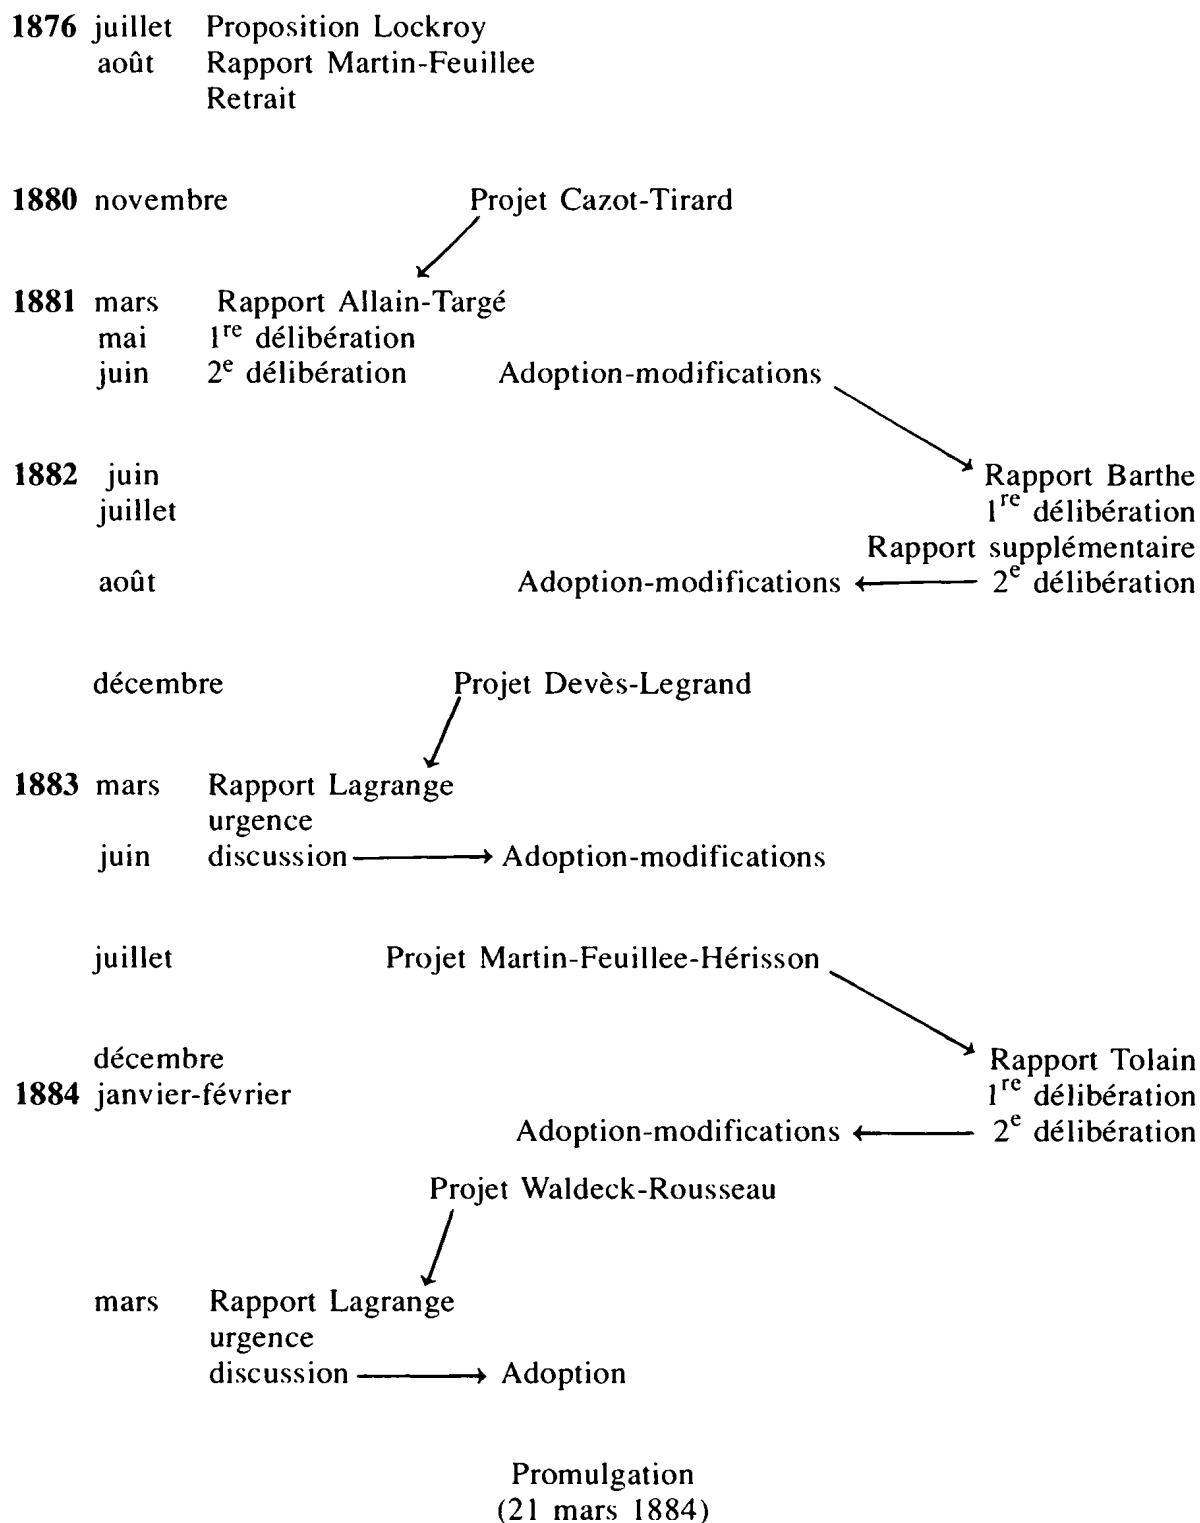 1876 juillet Proposition Lockroy
août Rapport Martin-Feuillee
Retrait
1880 novembre Projet Cazot-Tirard
1881 mars Rapport Allain-Targé
mai 1re délibération
juin 2e délibération Adoption-modifications
1882 juin Rapport Barthe
juillet 1re délibération
Rapport supplémentaire
août Adoption-modifications 2e délibération
décembre Projet Devès-Legrand
1883 mars Rapport Lagrange
urgence
juin discussion Adoption-modifications
juillet Projet Martin-Feuillee-Hérisson
décembre Rapport Tolain
1884 janvier-février 1re délibération
Adoption-modifications 2e délibération
Projet Waldeck-Rousseau
mars Rapport Lagrange
urgence
discussion Adoption
Promulgation
(21 mars 1884)